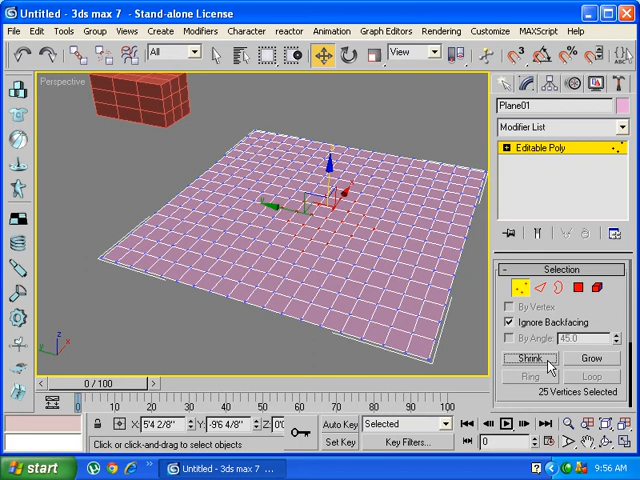 Untitled - 3ds max 7 - Stand-alone License
File Edit Tools Group Views Create Modifiers Character reactor Animation Graph Editors Rendering Customize MAXScript Help
All View
Perspective
Plane01
Modifier List
Editable Poly
Selection
By Vertex
Ignore Backfacing
By Angle: 45.0
Shrink Grow
Ring Loop
25 Vertices Selected
z
x
y
0 / 100
0 10 20 30 40 50 60 70 80 90 100
X: 5'4 2/8" Y: -9'6 4/8" Z: 0'0
Auto Key Selected
Click or click-and-drag to select objects
Set Key Key Filters... 0
start Untitled - 3ds max 7 ... 9:56 AM